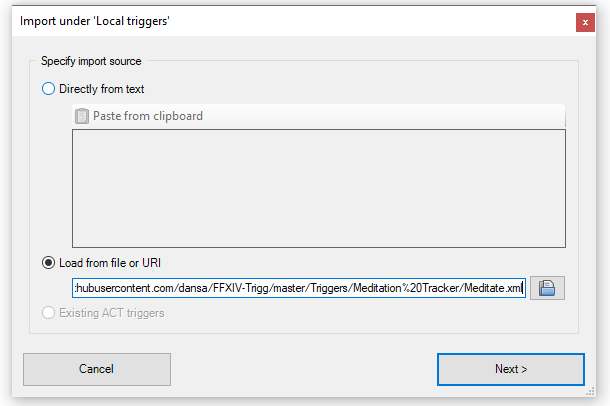 Import under 'Local triggers'
x
Specify import source
Directly from text
Paste from clipboard
Load from file or URI
:hubusercontent.com/dansa/FFXIV-Trigg/master/Triggers/Meditation%20Tracker/Meditate.xml
Existing ACT triggers
Cancel
Next >